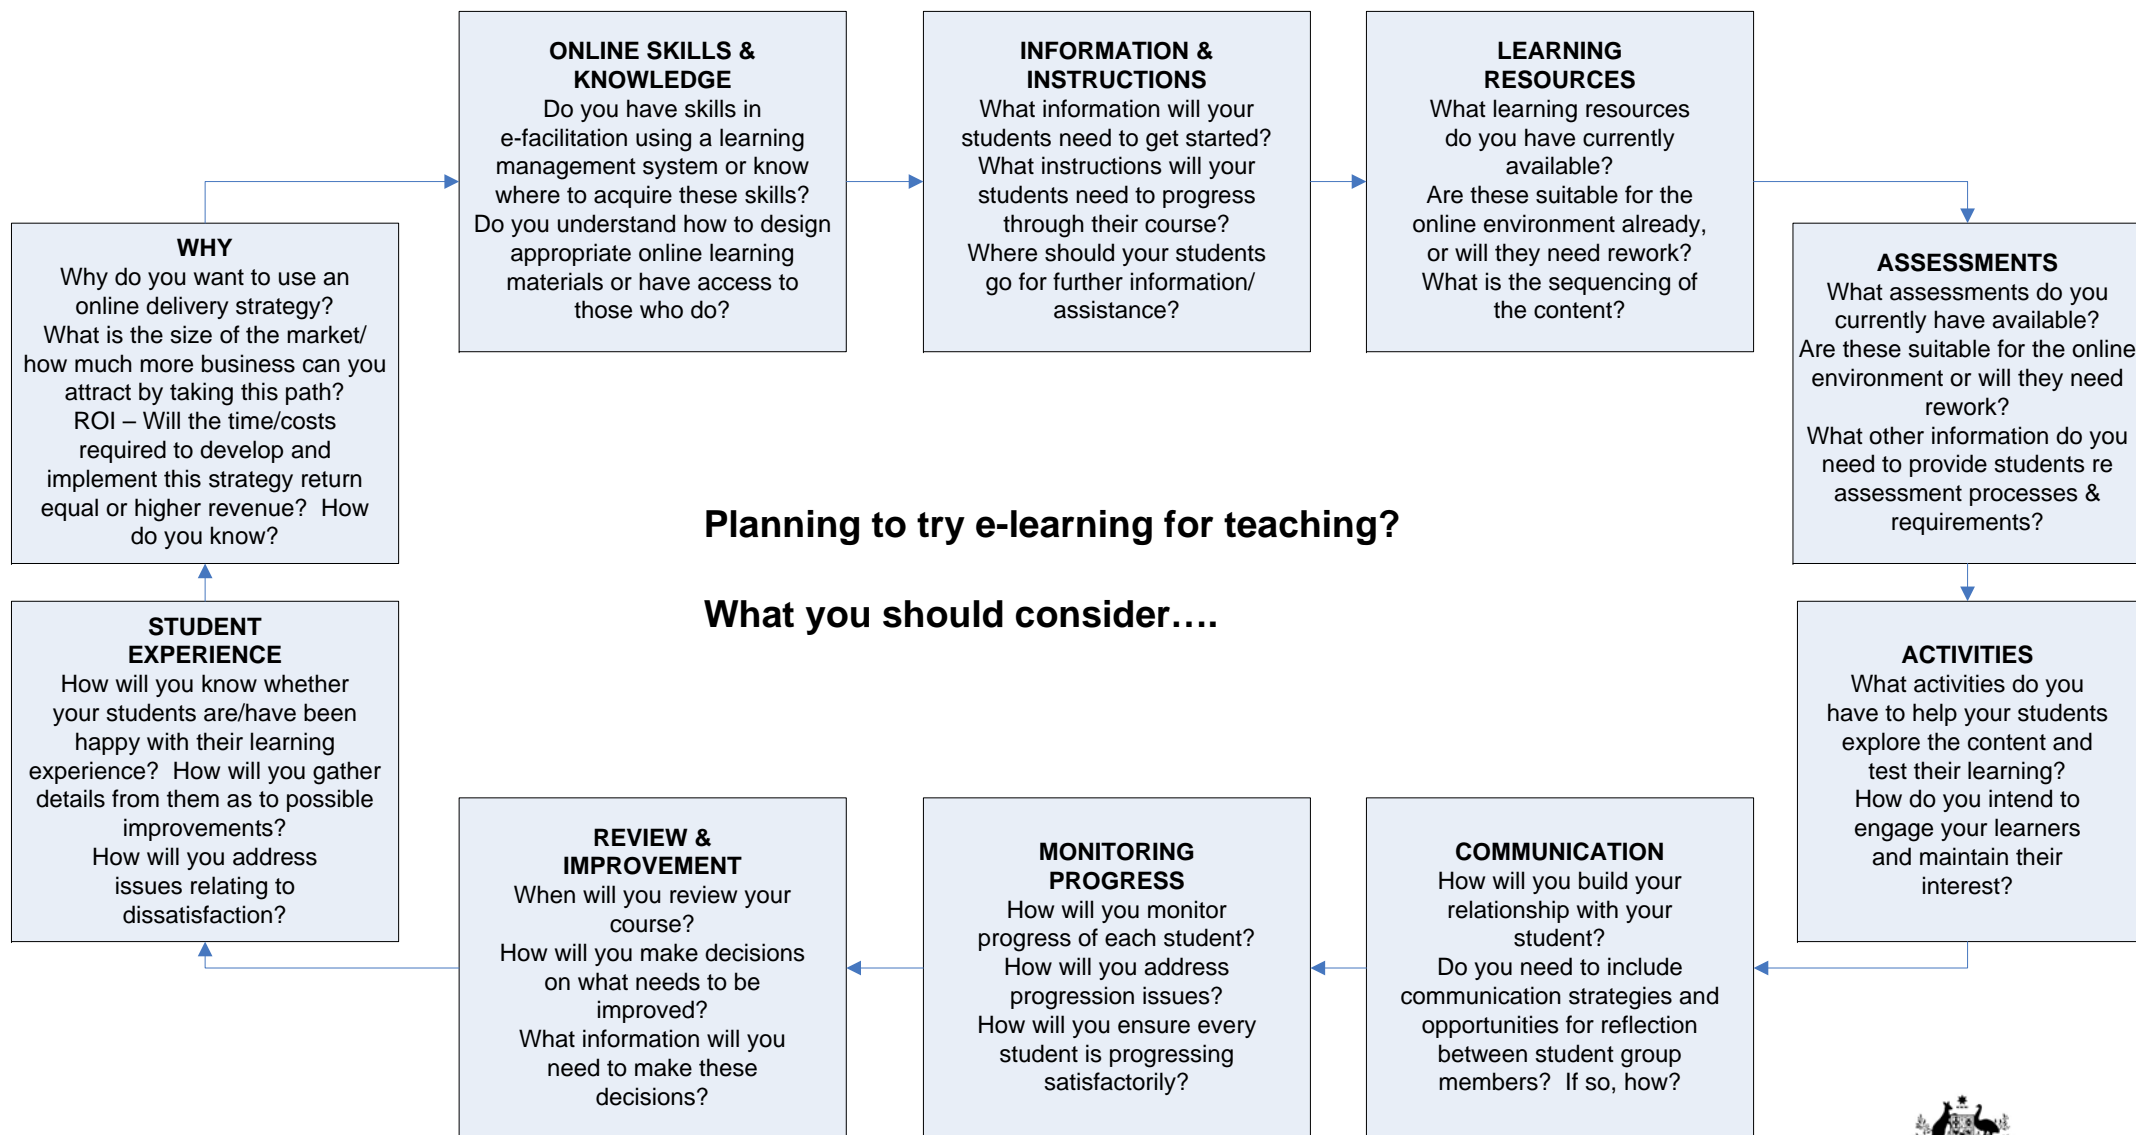 ONLINE SKILLS &
KNOWLEDGE
Do you have skills in
e-facilitation using a learning
management system or know
where to acquire these skills?
Do you understand how to design
appropriate online learning
materials or have access to
those who do?
INFORMATION &
INSTRUCTIONS
What information will your
students need to get started?
What instructions will your
students need to progress
through their course?
Where should your students
go for further information/
assistance?
LEARNING
RESOURCES
What learning resources
do you have currently
available?
Are these suitable for the
online environment already,
or will they need rework?
What is the sequencing of
the content?
WHY
Why do you want to use an
online delivery strategy?
What is the size of the market/
how much more business can you
attract by taking this path?
ROI – Will the time/costs
required to develop and
implement this strategy return
equal or higher revenue?  How
do you know?
ASSESSMENTS
What assessments do you
currently have available?
Are these suitable for the online
environment or will they need
rework?
What other information do you
need to provide students re
assessment processes &
requirements?
Planning to try e-learning for teaching?
What you should consider….
STUDENT
EXPERIENCE
How will you know whether
your students are/have been
happy with their learning
experience?  How will you gather
details from them as to possible
improvements?
How will you address
issues relating to
dissatisfaction?
ACTIVITIES
What activities do you
have to help your students
explore the content and
test their learning?
How do you intend to
engage your learners
and maintain their
interest?
REVIEW &
IMPROVEMENT
When will you review your
course?
How will you make decisions
on what needs to be
improved?
What information will you
need to make these
decisions?
MONITORING
PROGRESS
How will you monitor
progress of each student?
How will you address
progression issues?
How will you ensure every
student is progressing
satisfactorily?
COMMUNICATION
How will you build your
relationship with your
student?
Do you need to include
communication strategies and
opportunities for reflection
between student group
members?  If so, how?